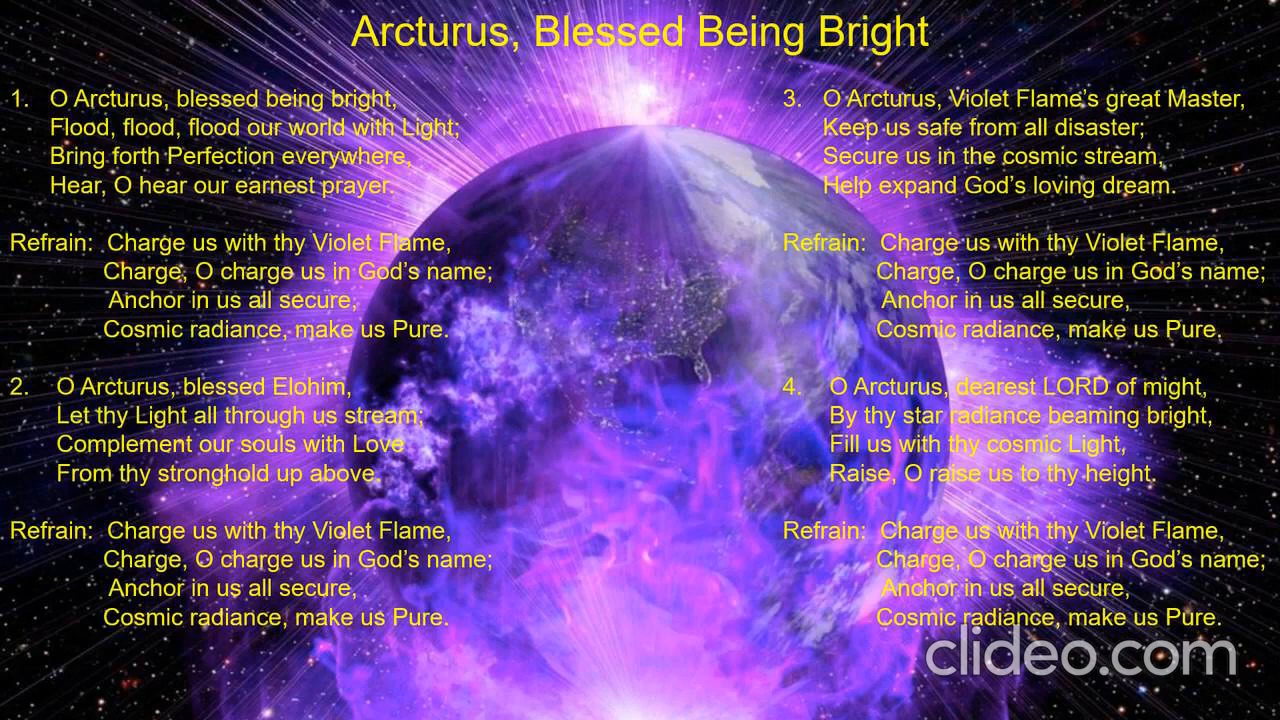 Arcturus, Blessed Being Bright
1. O Arcturus, blessed being bright,
Flood, flood, flood our world with Light;
Bring forth Perfection everywhere,
Hear, O hear our earnest prayer.
Refrain: Charge us with thy Violet Flame,
Charge, O charge us in God’s name;
Anchor in us all secure,
Cosmic radiance, make us Pure.
2. O Arcturus, blessed Elohim,
Let thy Light all through us stream;
Complement our souls with Love
From thy stronghold up above.
Refrain: Charge us with thy Violet Flame,
Charge, O charge us in God’s name;
Anchor in us all secure,
Cosmic radiance, make us Pure.
3. O Arcturus, Violet Flame’s great Master,
Keep us safe from all disaster;
Secure us in the cosmic stream,
Help expand God’s loving dream.
Refrain: Charge us with thy Violet Flame,
Charge, O charge us in God’s name;
Anchor in us all secure,
Cosmic radiance, make us Pure.
4. O Arcturus, dearest LORD of might,
By thy star radiance beaming bright,
Fill us with thy cosmic Light,
Raise, O raise us to thy height.
Refrain: Charge us with thy Violet Flame,
Charge, O charge us in God’s name;
Anchor in us all secure,
Cosmic radiance, make us Pure.
clideo.com